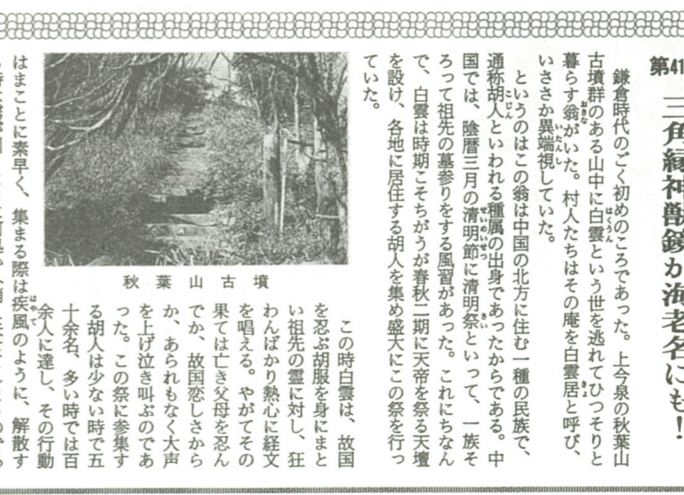 第41
三角縁神獣鏡が海老名にも！
鎌倉時代のごく初めのころであった。上今泉の秋葉山
古墳群のある山中に白雲という世を逃れてひっそりと
暮らす翁がいた。村人たちはその庵を白雲居と呼び、
いささか異端視していた。
というのはこの翁は中国の北方に住む一種の民族で、
通称胡人といわれる種属の出身であったからである。中
国では、陰暦三月の清明節に清明祭といって、一族そ
ろって祖先の墓参りをする風習があった。これにちなん
で、白雲は時期こそちがうが春秋二期に天帝を祭る天壇
を設け、各地に居住する胡人を集め盛大にこの祭を行っ
ていた。
秋葉山古墳
この時白雲は、故国
を忍ぶ胡服を身にまと
い祖先の霊に対し、狂
わんばかり熱心に経文
を唱える。やがてその
果ては亡き父母を忍ん
でか、故国恋しさから
か、あられもなく大声
を上げ泣き叫ぶのであ
った。この祭に参集す
る胡人は少ない時で五
十余名、多い時では百
余人に達し、その行動
はまことに素早く、集まる際は疾風のように、解散す